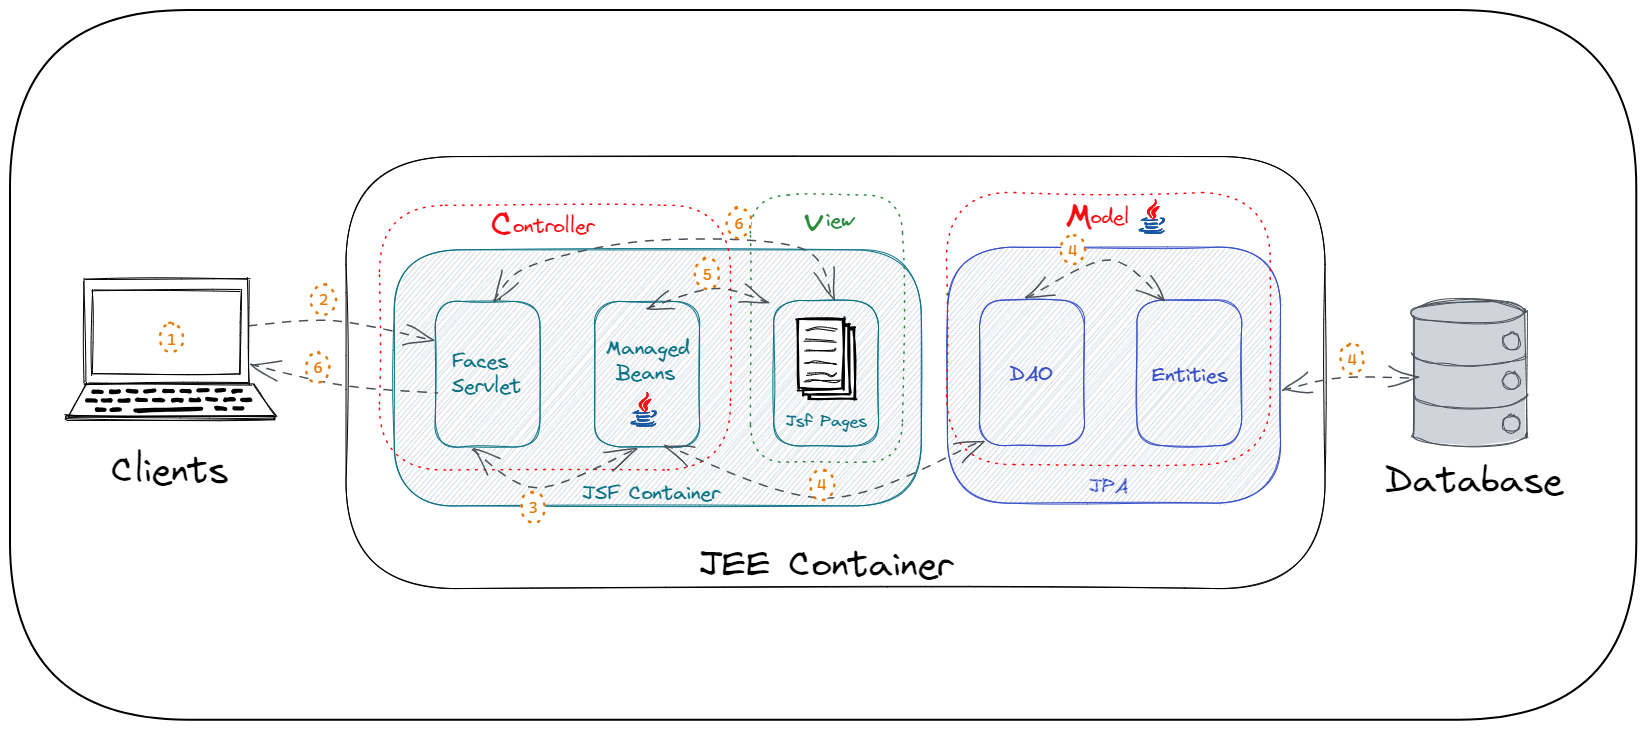 Controller
6
View
Model
4
5
2
1
6
Faces
Servlet
Managed
Beans
Jsf Pages
DAO
Entities
4
Clients
3
JSF Container
4
JPA
Database
JEE Container